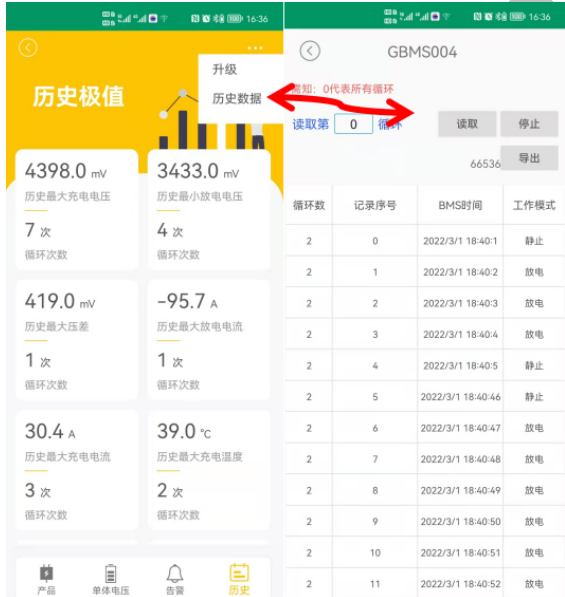 16:36
历史极值
升级
历史数据
4398.0 mV
历史最大充电电压
7 次
循环次数
3433.0 mV
历史最小放电电压
4 次
循环次数
419.0 mV
历史最大压差
1 次
循环次数
-95.7 A
历史最大放电电流
1 次
循环次数
30.4 A
历史最大充电电流
3 次
循环次数
39.0 ℃
历史最大充电温度
2 次
循环次数
产品
单体电压
告警
历史
16:36
GBMS004
需知：0代表所有循环
读取第 0 循环 读取 停止
66536 导出
循环数 记录序号 BMS时间 工作模式
2 0 2022/3/1 18:40:1 静止
2 1 2022/3/1 18:40:2 放电
2 2 2022/3/1 18:40:3 放电
2 3 2022/3/1 18:40:4 放电
2 4 2022/3/1 18:40:5 静止
2 5 2022/3/1 18:40:46 静止
2 6 2022/3/1 18:40:47 放电
2 7 2022/3/1 18:40:48 放电
2 8 2022/3/1 18:40:49 放电
2 9 2022/3/1 18:40:50 放电
2 10 2022/3/1 18:40:51 放电
2 11 2022/3/1 18:40:52 放电